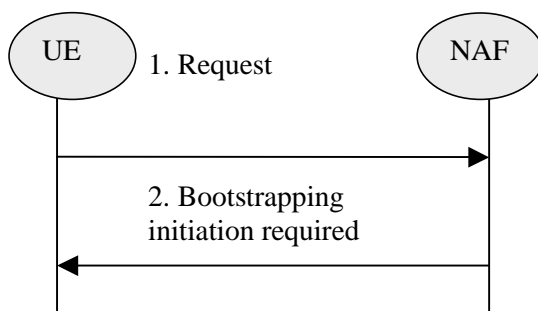 UE
NAF
1. Request
2. Bootstrapping
initiation required